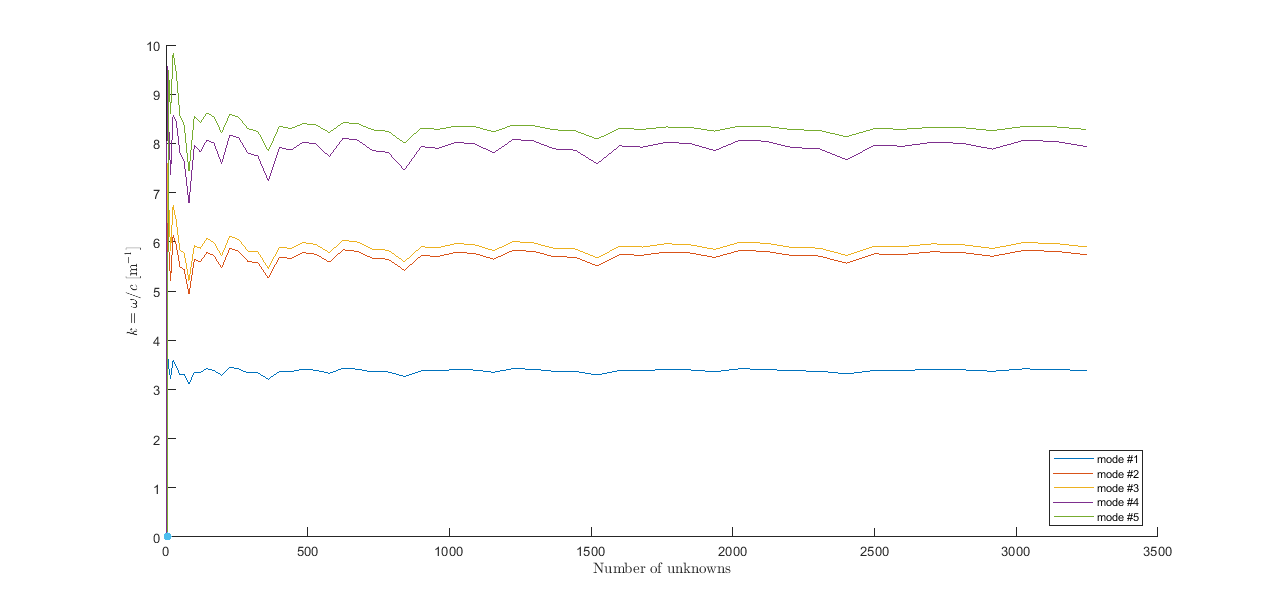 10
9
8
7
6
5
4
3
2
1
0
k = ω/c [m⁻¹]
0 500 1000 1500 2000 2500 3000 3500
Number of unknowns
mode #1
mode #2
mode #3
mode #4
mode #5